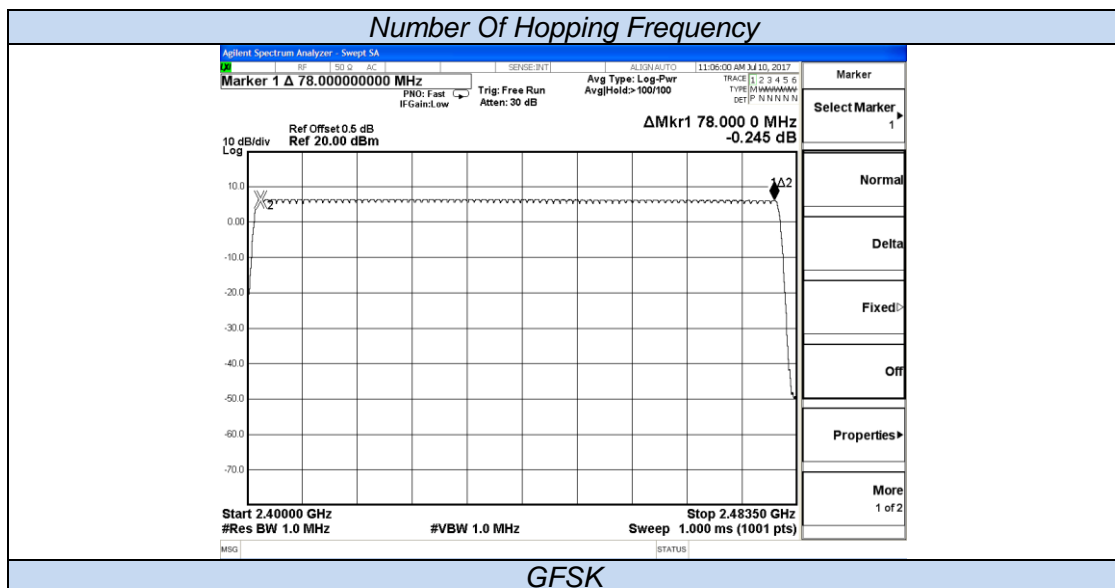 Number Of Hopping Frequency
Agilent Spectrum Analyzer - Swept SA
LXI RF 50 Ω AC SENSE:INT ALIGN AUTO 11:06:00 AM Jul 10, 2017
Marker 1 Δ 78.000000000 MHz
PNO: Fast
IFGain:Low
Trig: Free Run
Atten: 30 dB
Avg Type: Log-Pwr
Avg|Hold:>100/100
TRACE 1 2 3 4 5 6
TYPE M WWWWW
DET P N N N N N
ΔMkr1 78.000 0 MHz
-0.245 dB
Ref Offset 0.5 dB
10 dB/div Ref 20.00 dBm
Log
10.0
0.00
-10.0
-20.0
-30.0
-40.0
-50.0
-60.0
-70.0
2
1Δ2
Start 2.40000 GHz Stop 2.48350 GHz
#Res BW 1.0 MHz #VBW 1.0 MHz Sweep 1.000 ms (1001 pts)
MSG STATUS
Marker
Select Marker
1
Normal
Delta
Fixed
Off
Properties
More
1 of 2
GFSK